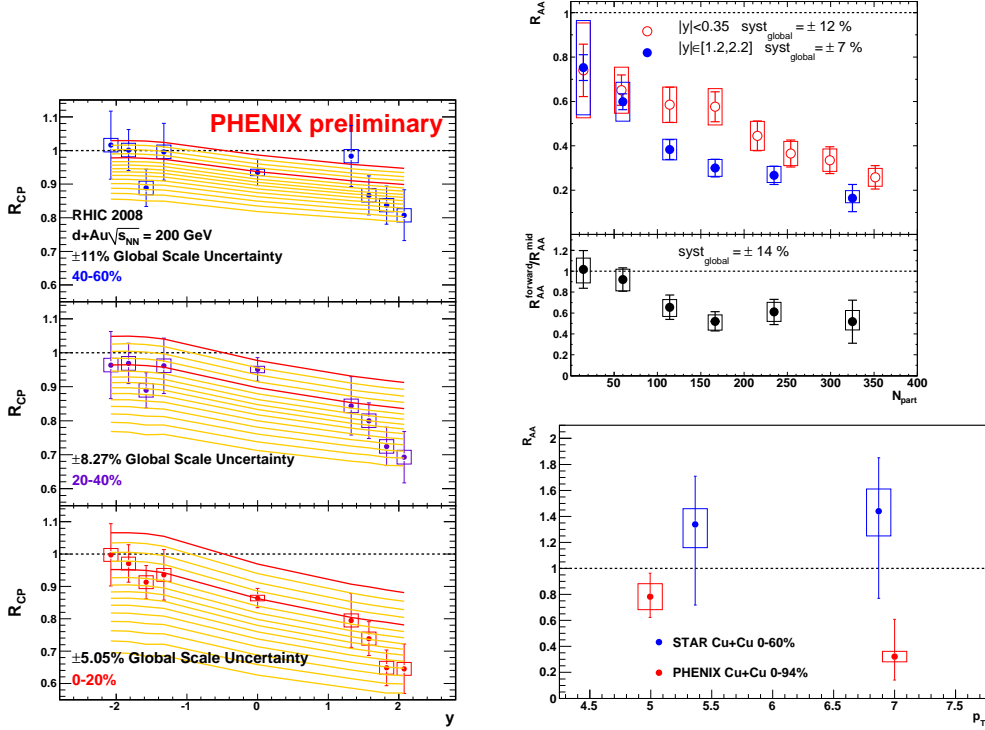 PHENIX preliminary
R_CP
1.1
1
0.9
0.8
0.7
0.6
RHIC 2008
d+Au√s_NN = 200 GeV
±11% Global Scale Uncertainty
40-60%
R_CP
1.1
1
0.9
0.8
0.7
0.6
±8.27% Global Scale Uncertainty
20-40%
R_CP
1.1
1
0.9
0.8
0.7
0.6
±5.05% Global Scale Uncertainty
0-20%
-2 -1 0 1 2
y
R_AA
1
0.8
0.6
0.4
0.2
|y|<0.35 syst_global = ± 12 %
|y|∈[1.2,2.2] syst_global = ± 7 %
R_AA^forward/R_AA^mid
1.2
1
0.8
0.6
0.4
0.2
0
syst_global = ± 14 %
0 50 100 150 200 250 300 350 400
N_part
R_AA
2
1.8
1.6
1.4
1.2
1
0.8
0.6
0.4
0.2
0
STAR Cu+Cu 0-60%
PHENIX Cu+Cu 0-94%
4.5 5 5.5 6 6.5 7 7.5
p_T